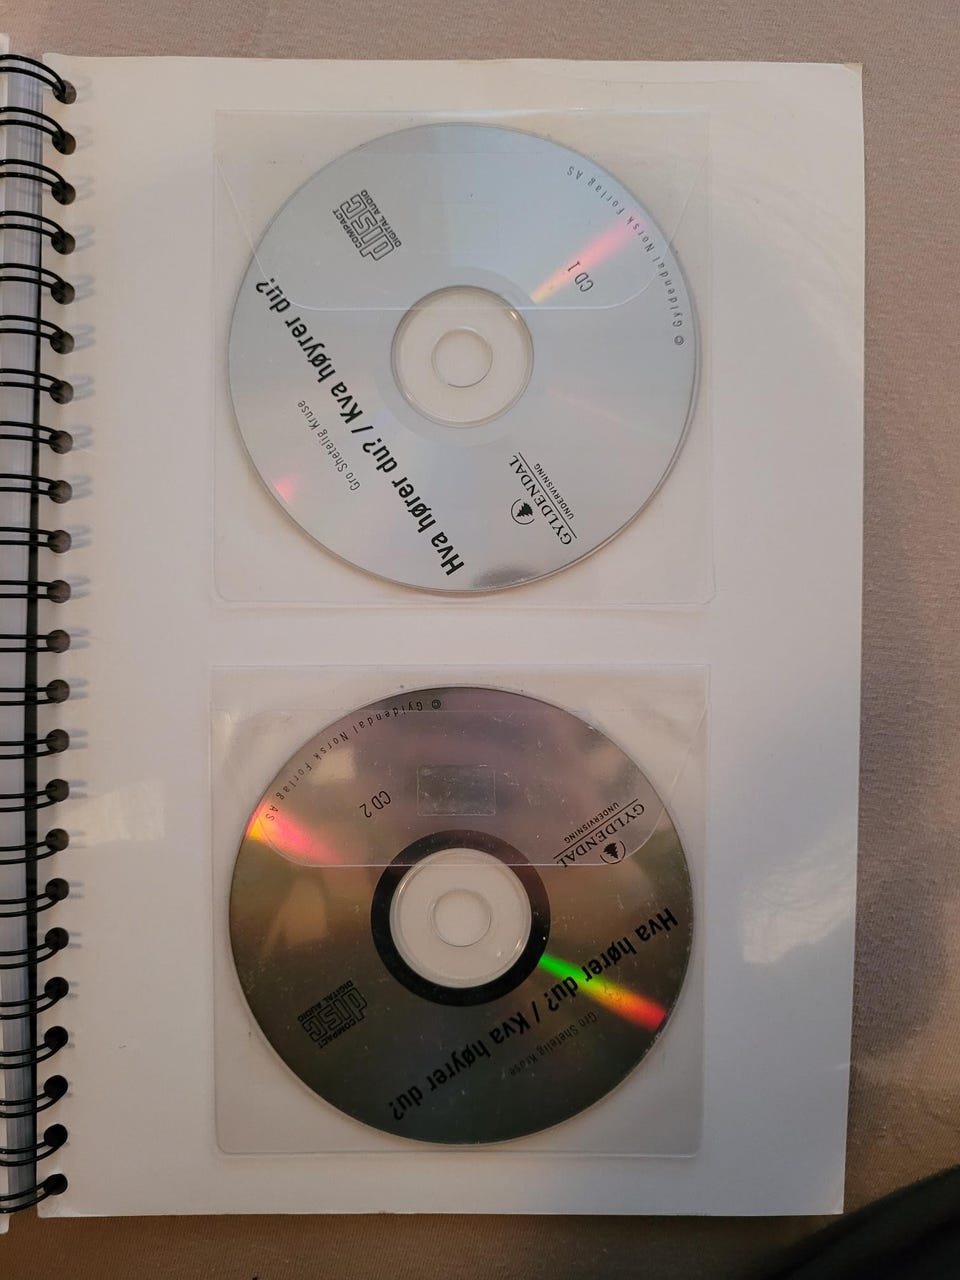 Hva hører du? / Kva høyrer du?
Gro Shetelig Kruse
CD 1
COMPACT
disc
DIGITAL AUDIO
GYLDENDAL
UNDERVISNING
© Gyldendal Norsk Forlag AS
Hva hører du? / Kva høyrer du?
Gro Shetelig Kruse
CD 2
COMPACT
disc
DIGITAL AUDIO
GYLDENDAL
UNDERVISNING
© Gyldendal Norsk Forlag AS